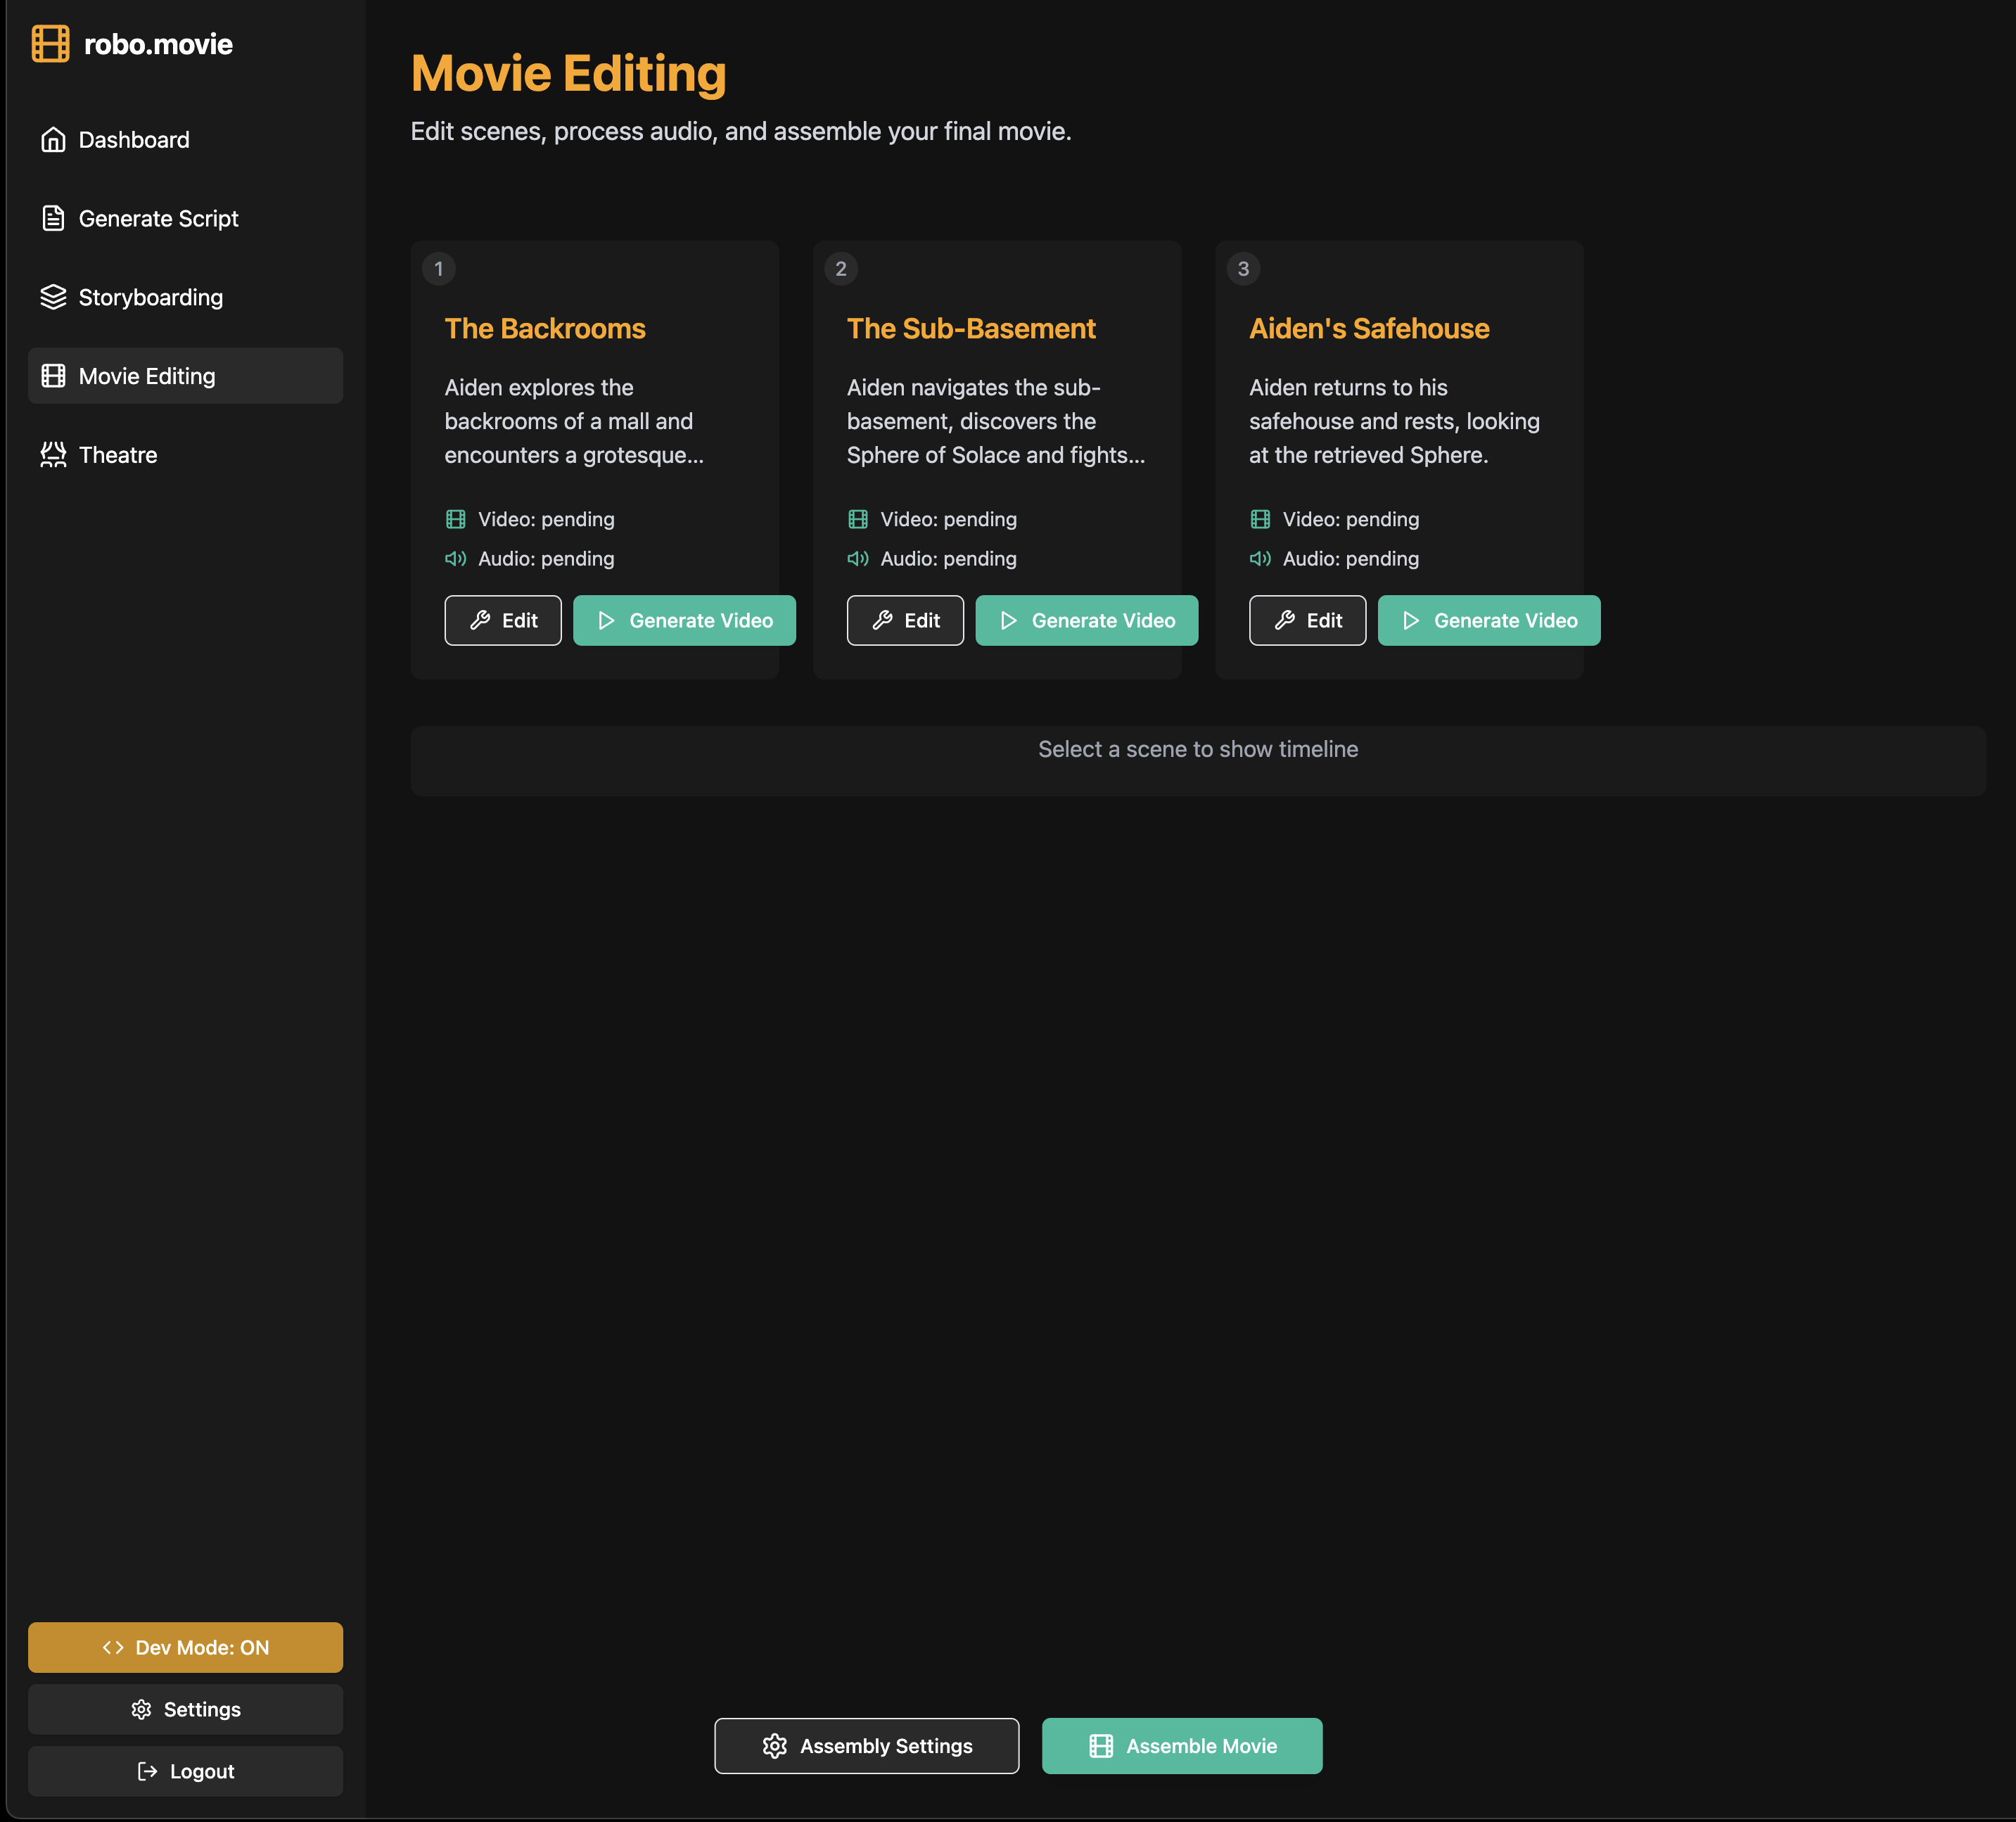 robo.movie
Dashboard
Generate Script
Storyboarding
Movie Editing
Theatre
Dev Mode: ON
Settings
Logout
Movie Editing
Edit scenes, process audio, and assemble your final movie.
1
The Backrooms
Aiden explores the
backrooms of a mall and
encounters a grotesque...
Video: pending
Audio: pending
Edit
Generate Video
2
The Sub-Basement
Aiden navigates the sub-
basement, discovers the
Sphere of Solace and fights...
Video: pending
Audio: pending
Edit
Generate Video
3
Aiden's Safehouse
Aiden returns to his
safehouse and rests, looking
at the retrieved Sphere.
Video: pending
Audio: pending
Edit
Generate Video
Select a scene to show timeline
Assembly Settings
Assemble Movie